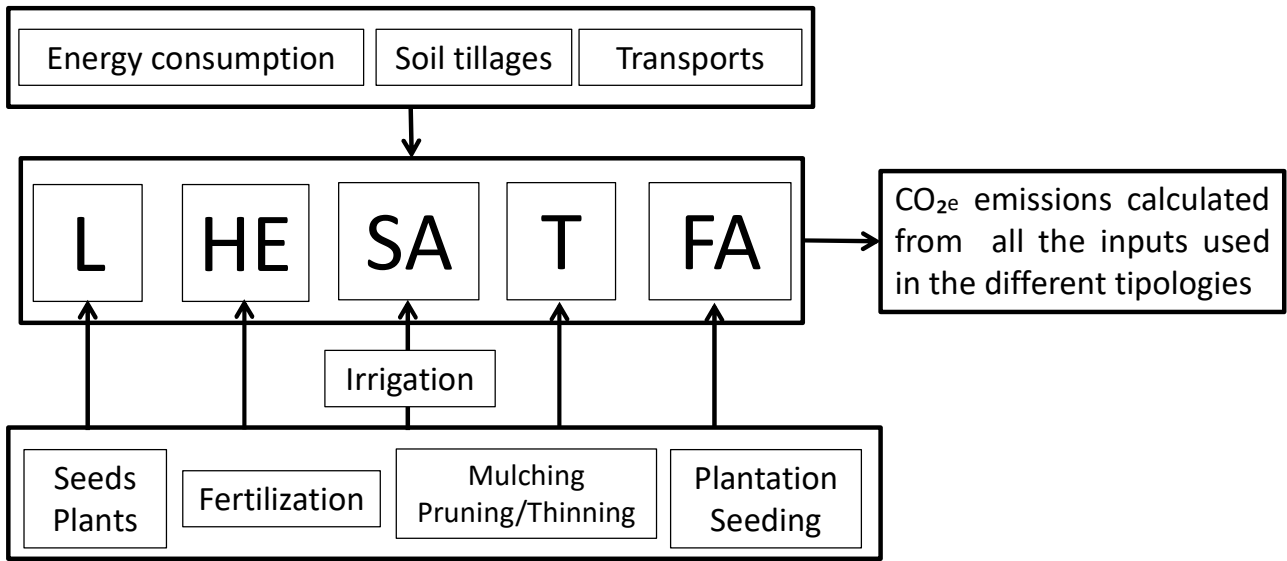 Energy consumption
Soil tillages
Transports
L
HE
SA
T
FA
CO₂e emissions calculated
from all the inputs used
in the different tipologies
Irrigation
Seeds
Plants
Fertilization
Mulching
Pruning/Thinning
Plantation
Seeding